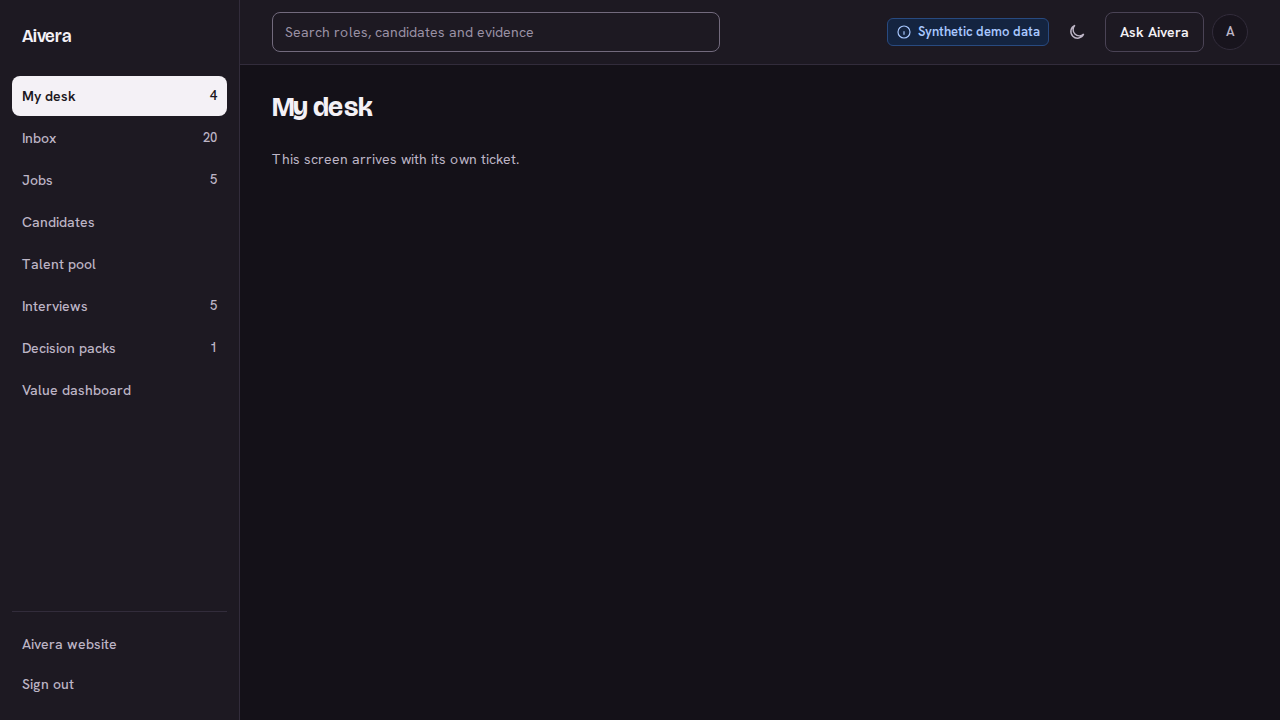 Aivera
My desk 4
Inbox 20
Jobs 5
Candidates
Talent pool
Interviews 5
Decision packs 1
Value dashboard
Aivera website
Sign out
Search roles, candidates and evidence
Synthetic demo data
Ask Aivera
A
My desk
This screen arrives with its own ticket.